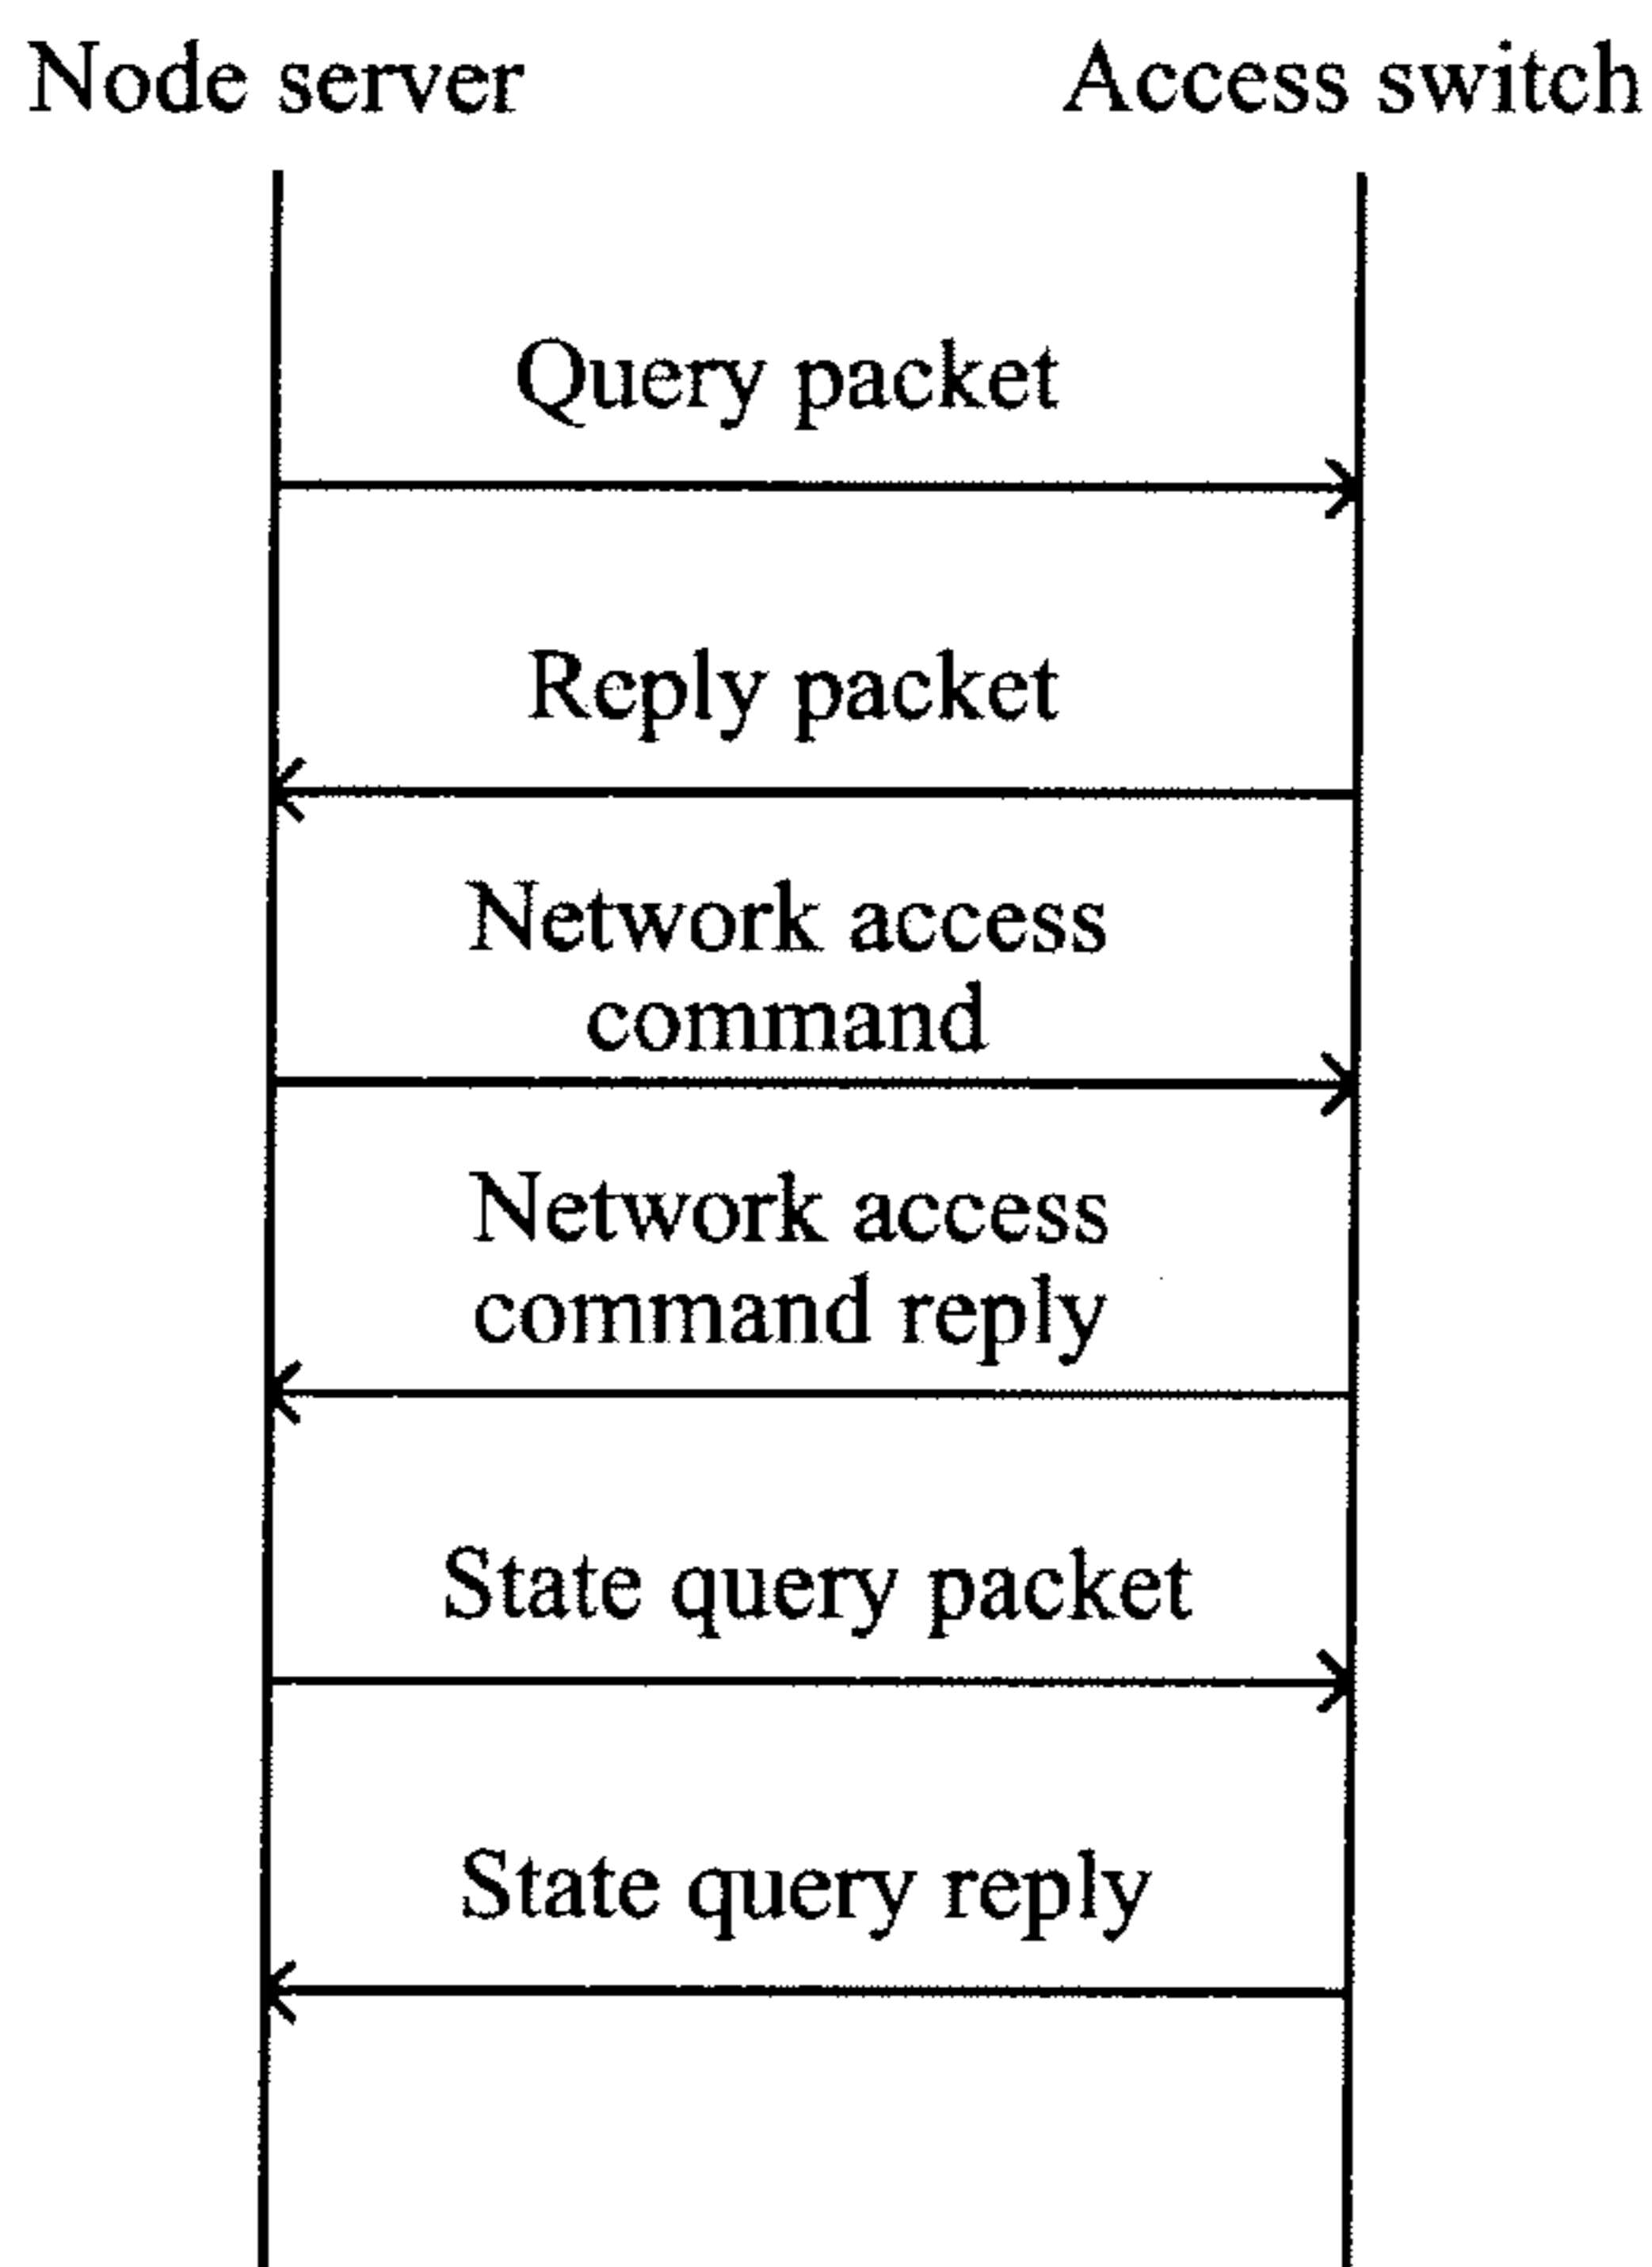 Node server
Access switch
Query packet
Reply packet
Network access
command
Network access
command reply
State query packet
State query reply